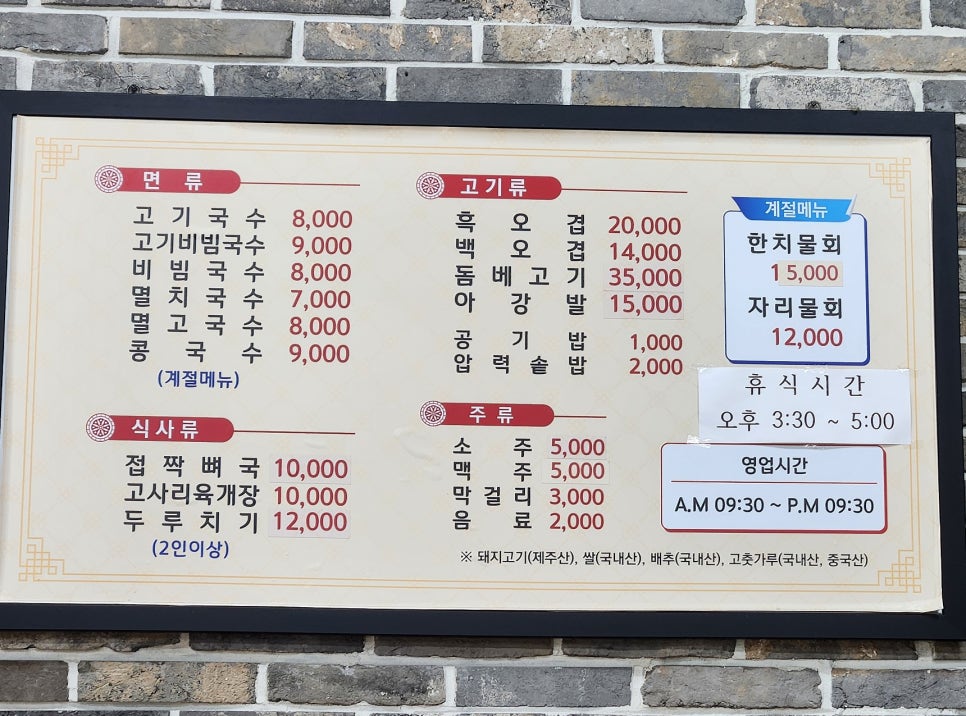 면류
고기국수 8,000
고기비빔국수 9,000
비빔국수 8,000
멸치국수 7,000
멸고국수 8,000
콩국수 9,000
(계절메뉴)
식사류
접짝뼈국 10,000
고사리육개장 10,000
두루치기 12,000
(2인이상)
고기류
흑오겹 20,000
백오겹 14,000
돔베고기 35,000
아강발 15,000
공기밥 1,000
압력솥밥 2,000
주류
소주 5,000
맥주 5,000
막걸리 3,000
음료 2,000
계절메뉴
한치물회
15,000
자리물회
12,000
휴식시간
오후 3:30 ~ 5:00
영업시간
A.M 09:30 ~ P.M 09:30
※ 돼지고기(제주산), 쌀(국내산), 배추(국내산), 고춧가루(국내산, 중국산)